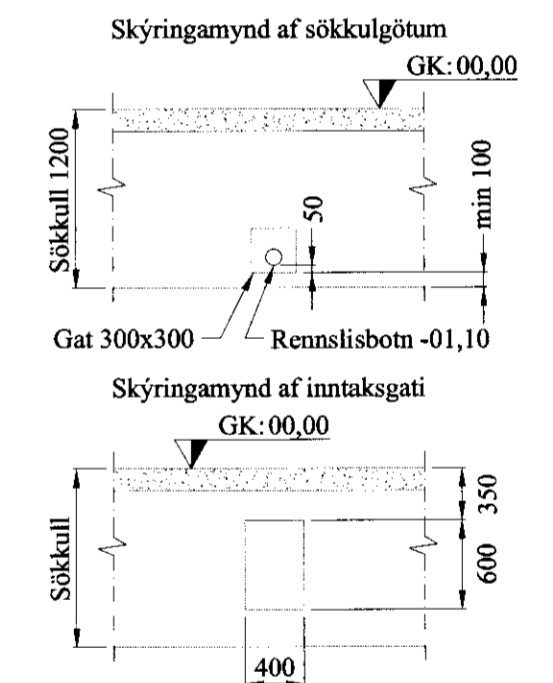 Skýringamynd af sökkulgötum
GK: 00,00
Sökkull 1200
50
min 100
Gat 300x300
Rennslisbotn -01,10
Skýringamynd af inntaksgati
GK: 00,00
Sökkull
350
600
400